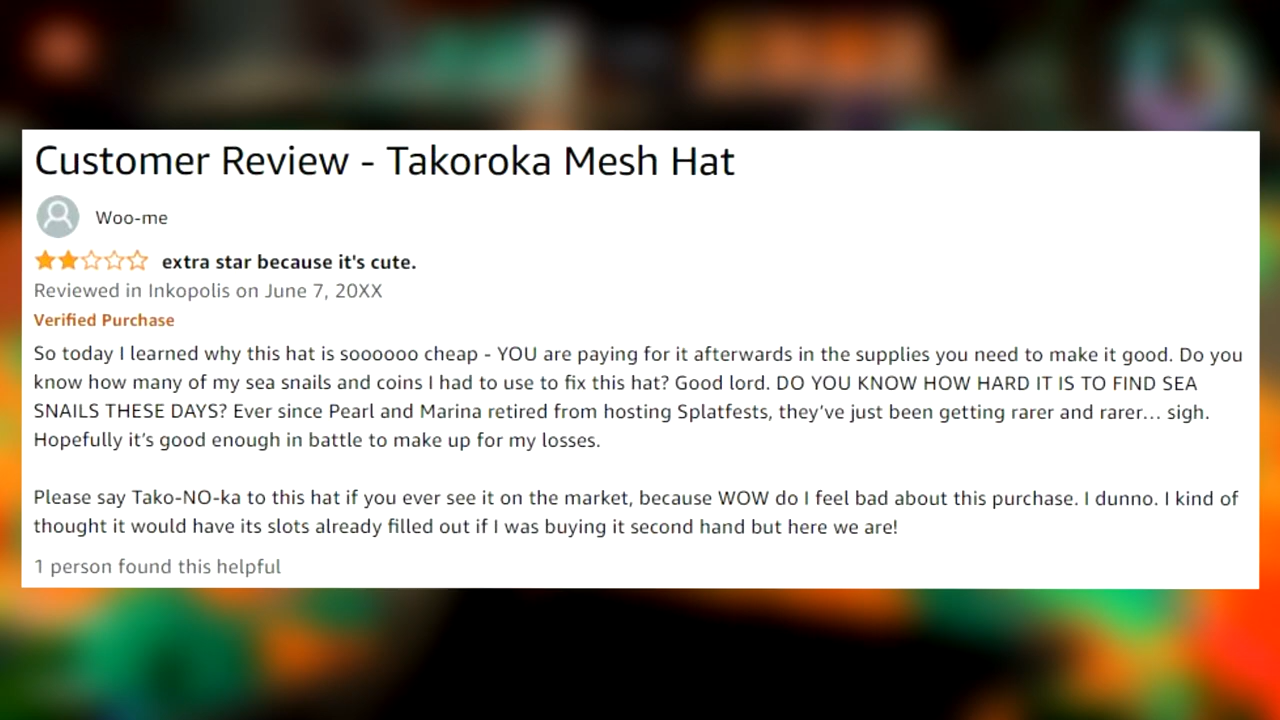 Customer Review - Takoroka Mesh Hat
Woo-me
extra star because it's cute.
Reviewed in Inkopolis on June 7, 20XX
Verified Purchase
So today I learned why this hat is soooooo cheap - YOU are paying for it afterwards in the supplies you need to make it good. Do you
know how many of my sea snails and coins I had to use to fix this hat? Good lord. DO YOU KNOW HOW HARD IT IS TO FIND SEA
SNAILS THESE DAYS? Ever since Pearl and Marina retired from hosting Splatfests, they’ve just been getting rarer and rarer... sigh.
Hopefully it’s good enough in battle to make up for my losses.
Please say Tako-NO-ka to this hat if you ever see it on the market, because WOW do I feel bad about this purchase. I dunno. I kind of
thought it would have its slots already filled out if I was buying it second hand but here we are!
1 person found this helpful